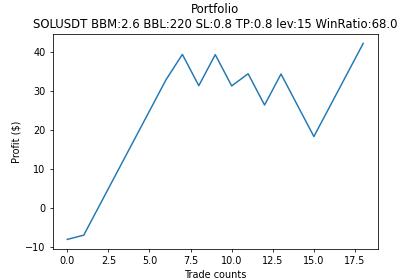 Portfolio
SOLUSDT BBM:2.6 BBL:220 SL:0.8 TP:0.8 lev:15 WinRatio:68.0
40
30
20
10
0
−10
Profit ($)
0.0 2.5 5.0 7.5 10.0 12.5 15.0 17.5
Trade counts